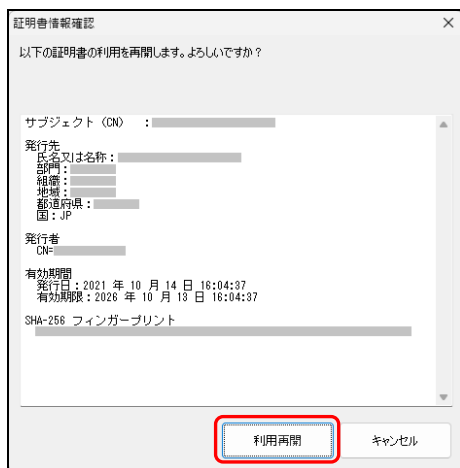 証明書情報確認
以下の証明書の利用を再開します。よろしいですか？
サブジェクト（CN）　：
発行先
氏名又は名称：
部門：
組織：
地域：
都道府県：
国：JP
発行者
CN=
有効期間
発行日：2021 年 10 月 14 日 16:04:37
有効期限：2026 年 10 月 13 日 16:04:37
SHA-256 フィンガープリント
利用再開　キャンセル